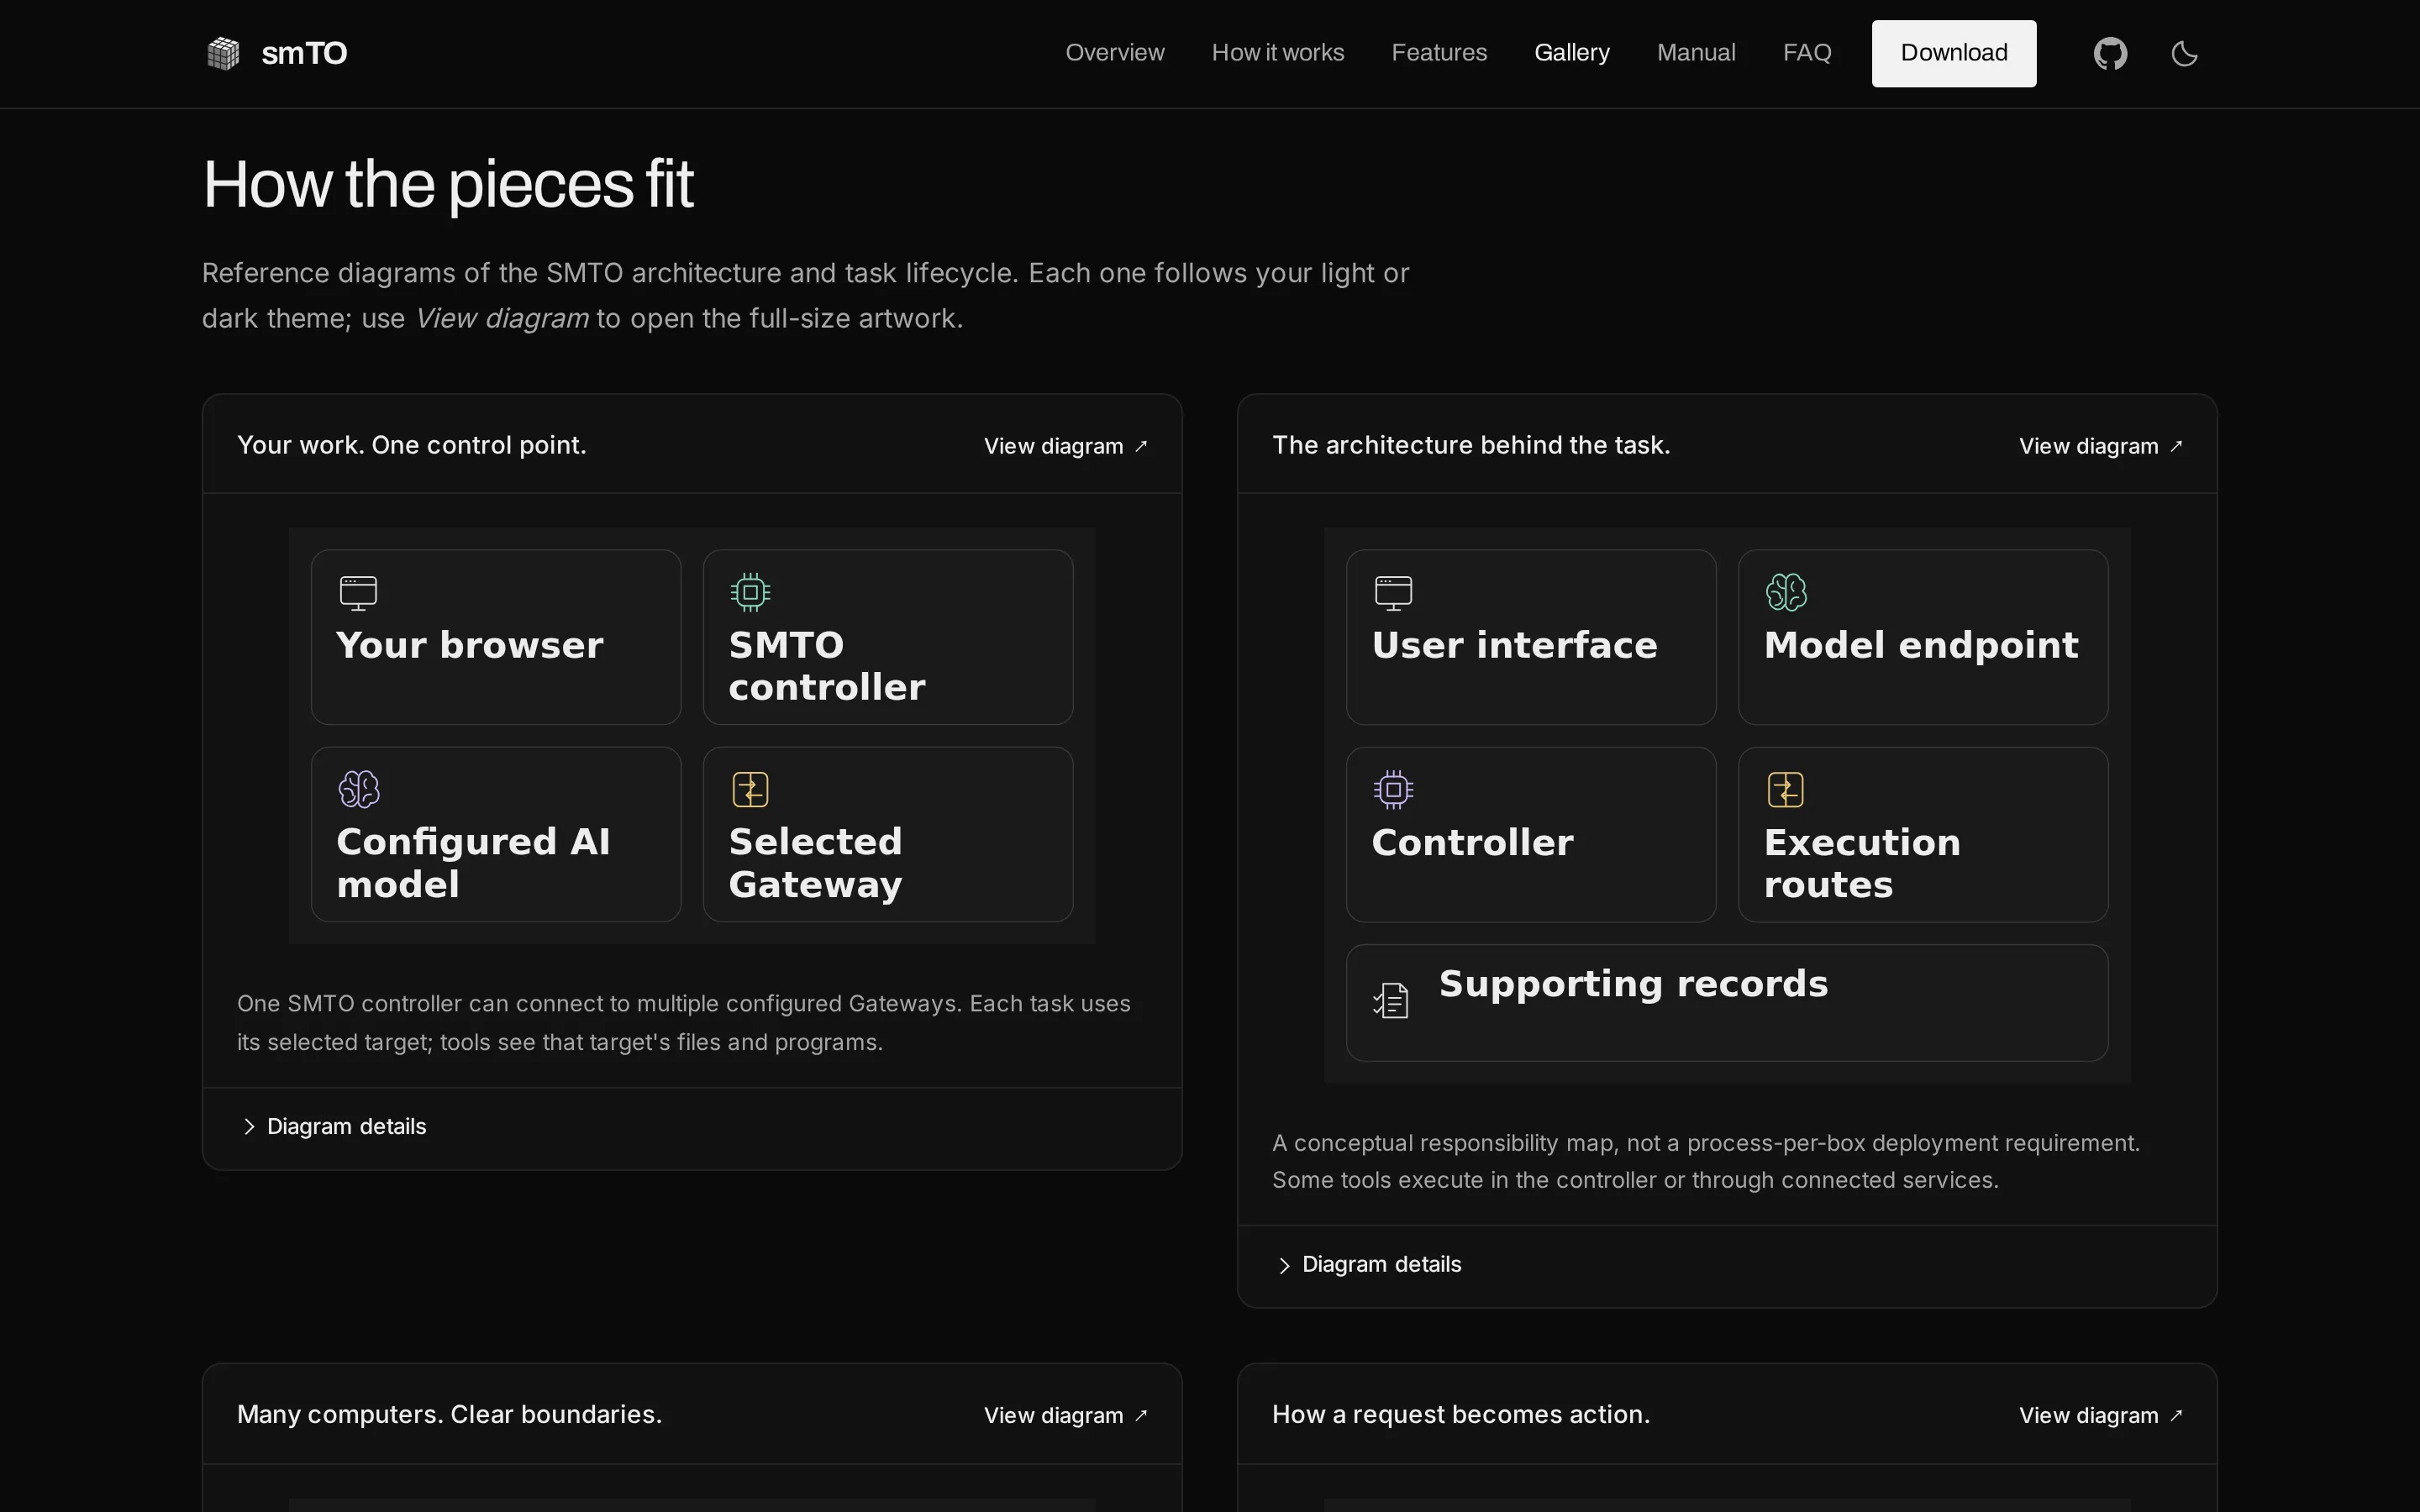 smTO
Overview
How it works
Features
Gallery
Manual
FAQ
Download
How the pieces fit
Reference diagrams of the SMTO architecture and task lifecycle. Each one follows your light or
dark theme; use View diagram to open the full-size artwork.
Your work. One control point.
View diagram ↗
Your browser
SMTO
controller
Configured AI
model
Selected
Gateway
One SMTO controller can connect to multiple configured Gateways. Each task uses
its selected target; tools see that target's files and programs.
Diagram details
The architecture behind the task.
View diagram ↗
User interface
Model endpoint
Controller
Execution
routes
Supporting records
A conceptual responsibility map, not a process-per-box deployment requirement.
Some tools execute in the controller or through connected services.
Diagram details
Many computers. Clear boundaries.
View diagram ↗
How a request becomes action.
View diagram ↗